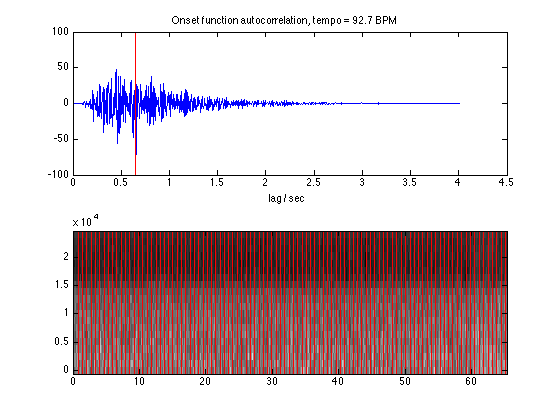 Onset function autocorrelation, tempo = 92.7 BPM
100
50
0
-50
-100
0 0.5 1 1.5 2 2.5 3 3.5 4 4.5
lag / sec
x 10^4
2
1.5
1
0.5
0
0 10 20 30 40 50 60